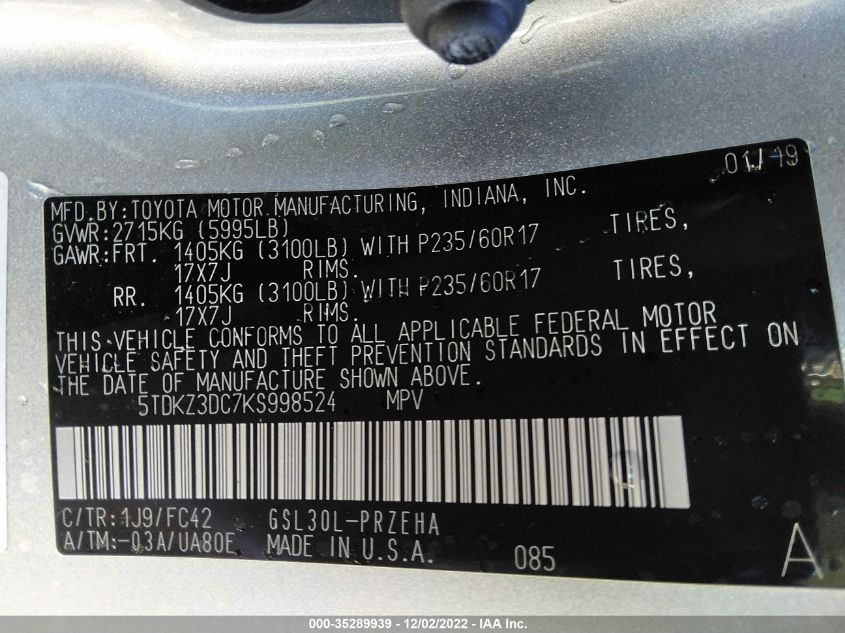 01/19
MFD.BY:TOYOTA MOTOR MANUFACTURING, INDIANA, INC.
GVWR:2715KG (5995LB)
GAWR:FRT. 1405KG (3100LB) WITH P235/60R17 TIRES,
17X7J RIMS.
RR. 1405KG (3100LB) WITH P235/60R17 TIRES,
17X7J RIMS.
THIS VEHICLE CONFORMS TO ALL APPLICABLE FEDERAL MOTOR
VEHICLE SAFETY AND THEFT PREVENTION STANDARDS IN EFFECT ON
THE DATE OF MANUFACTURE SHOWN ABOVE.
5TDKZ3DC7KS998524 MPV
C/TR:1J9/FC42 GSL30L-PRZEHA
A/TM:-03A/UA80E MADE IN U.S.A. 085 A
000-35289939 - 12/02/2022 - IAA Inc.